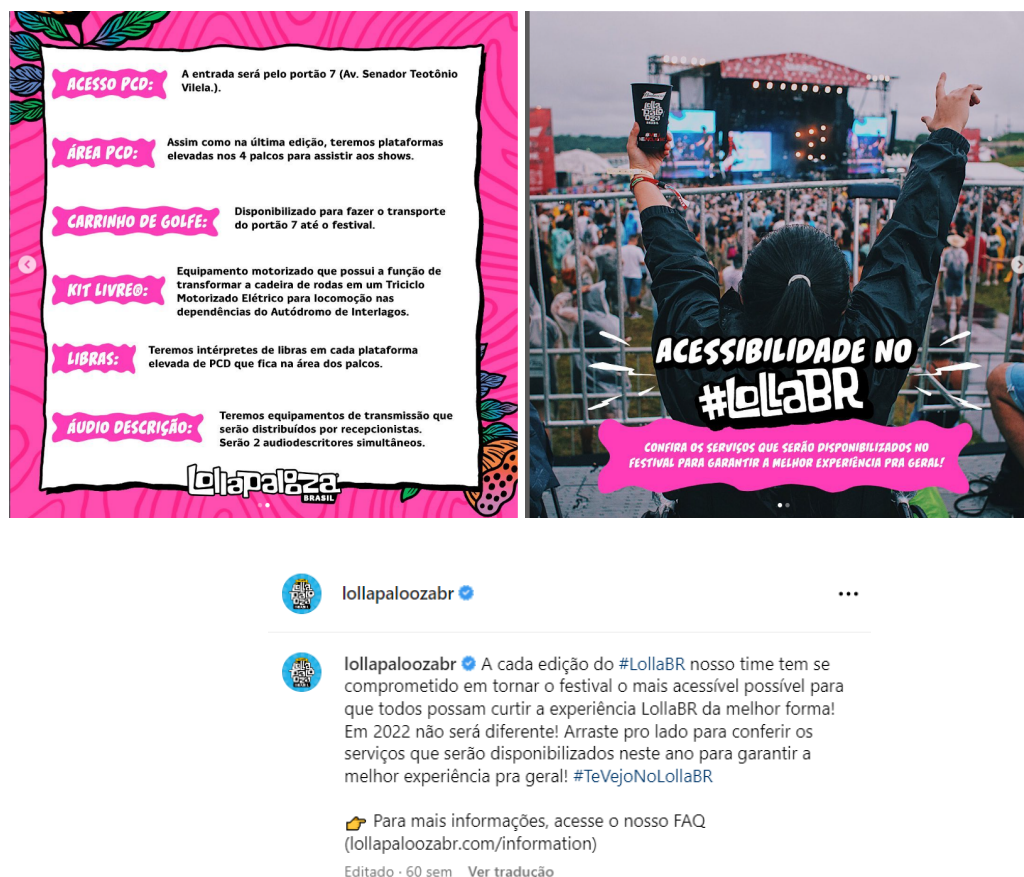 ACESSO PCD:
A entrada será pelo portão 7 (Av. Senador Teotônio
Vilela.).
ÁREA PCD:
Assim como na última edição, teremos plataformas
elevadas nos 4 palcos para assistir aos shows.
CARRINHO DE GOLFE:
Disponibilizado para fazer o transporte
do portão 7 até o festival.
KIT LIVRE®:
Equipamento motorizado que possui a função de
transformar a cadeira de rodas em um Triciclo
Motorizado Elétrico para locomoção nas
dependências do Autódromo de Interlagos.
LIBRAS:
Teremos intérpretes de libras em cada plataforma
elevada de PCD que fica na área dos palcos.
ÁUDIO DESCRIÇÃO:
Teremos equipamentos de transmissão que
serão distribuídos por recepcionistas.
Serão 2 audiodescritores simultâneos.
Lollapalooza
BRASIL
Lolla
palo
oza
BRASIL
ACESSIBILIDADE NO
#LOLLABR
CONFIRA OS SERVIÇOS QUE SERÃO DISPONIBILIZADOS NO
FESTIVAL PARA GARANTIR A MELHOR EXPERIÊNCIA PRA GERAL!
lollapaloozabr
lollapaloozabr A cada edição do #LollaBR nosso time tem se
comprometido em tornar o festival o mais acessível possível para
que todos possam curtir a experiência LollaBR da melhor forma!
Em 2022 não será diferente! Arraste pro lado para conferir os
serviços que serão disponibilizados neste ano para garantir a
melhor experiência pra geral! #TeVejoNoLollaBR
👉 Para mais informações, acesse o nosso FAQ
(lollapaloozabr.com/information)
Editado · 60 sem Ver tradução